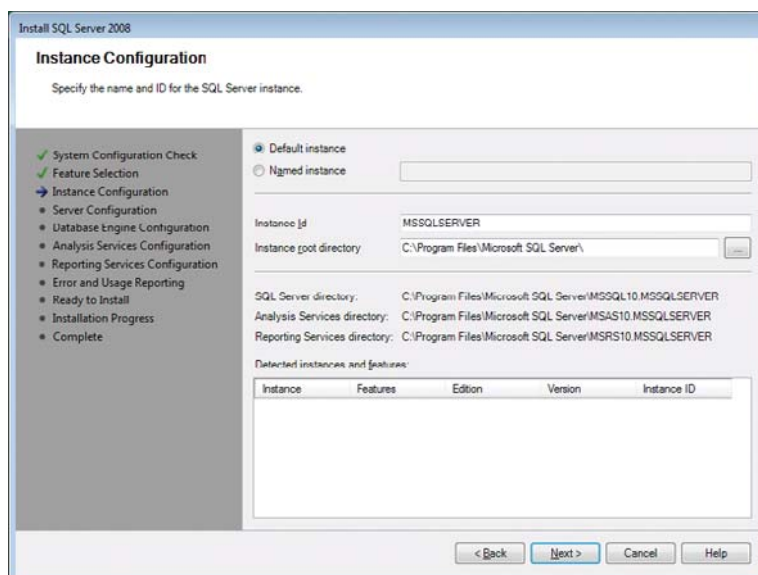 Install SQL Server 2008
Instance Configuration
Specify the name and ID for the SQL Server instance.
System Configuration Check
Feature Selection
Instance Configuration
Server Configuration
Database Engine Configuration
Analysis Services Configuration
Reporting Services Configuration
Error and Usage Reporting
Ready to Install
Installation Progress
Complete
Default instance
Named instance
Instance Id MSSQLSERVER
Instance root directory C:\Program Files\Microsoft SQL Server\ ...
SQL Server directory: C:\Program Files\Microsoft SQL Server\MSSQL10.MSSQLSERVER
Analysis Services directory: C:\Program Files\Microsoft SQL Server\MSAS10.MSSQLSERVER
Reporting Services directory: C:\Program Files\Microsoft SQL Server\MSRS10.MSSQLSERVER
Detected instances and features:
Instance Features Edition Version Instance ID
< Back Next > Cancel Help